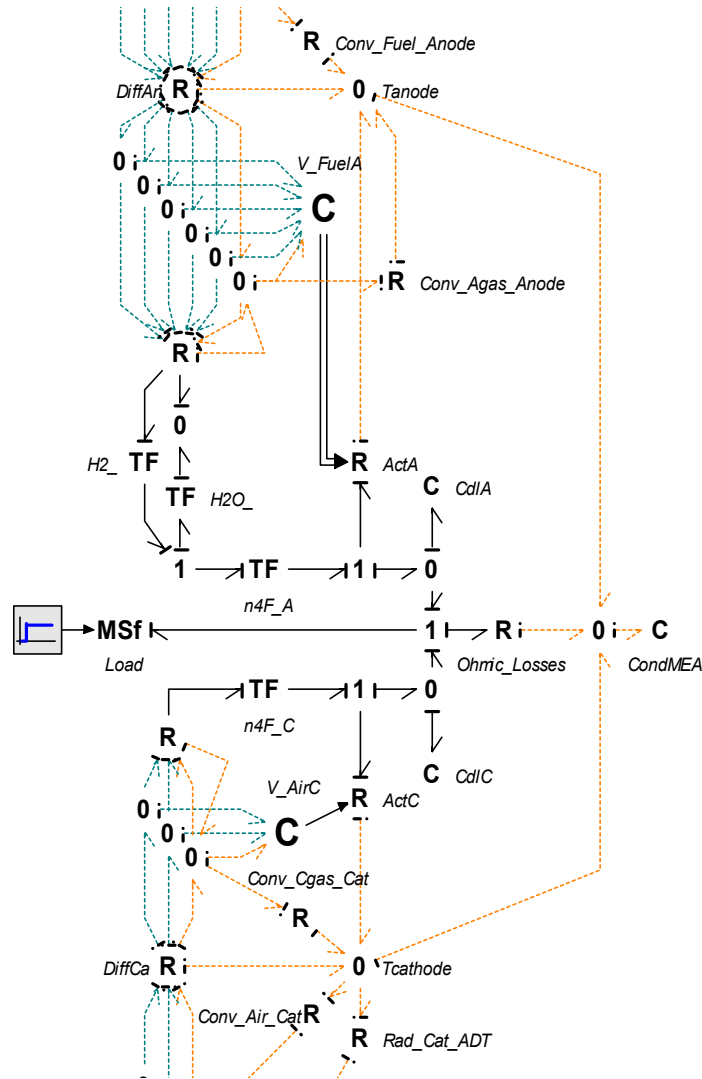 R Conv_Fuel_Anode
DiffAn R 0 Tanode
0 V_FuelA
0
0 C
0
0
0 R Conv_Agas_Anode
R
0
H2_ TF R ActA
TF H2O_ C CdlA
1 TF 1 0
n4F_A
MSf 1 R 0 C
Load Ohmic_Losses CondMEA
TF 1 0
n4F_C
R
V_AirC R ActC C CdlC
0
0 C
0
Conv_Cgas_Cat
R
DiffCa R 0 Tcathode
Conv_Air_Cat R
R Rad_Cat_ADT